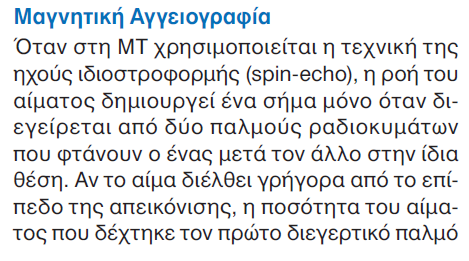 Μαγνητική Αγγειογραφία
Όταν στη ΜΤ χρησιμοποιείται η τεχνική της
ηχούς ιδιοστροφορμής (spin-echo), η ροή του
αίματος δημιουργεί ένα σήμα μόνο όταν δι-
εγείρεται από δύο παλμούς ραδιοκυμάτων
που φτάνουν ο ένας μετά τον άλλο στην ίδια
θέση. Αν το αίμα διέλθει γρήγορα από το επί-
πεδο της απεικόνισης, η ποσότητα του αίμα-
τος που δέχτηκε τον πρώτο διεγερτικό παλμό